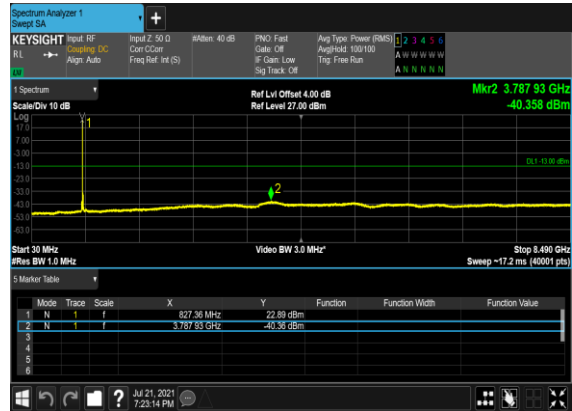 Spectrum Analyzer 1
Swept SA
+
KEYSIGHT Input: RF Input Z: 50 Ω #Atten: 40 dB PNO: Fast Avg Type: Power (RMS) 1 2 3 4 5 6
RL Coupling: DC Corr CCorr Gate: Off Avg|Hold: 100/100 A W W W W W
Align: Auto Freq Ref: Int (S) IF Gain: Low Trig: Free Run
Sig Track: Off A N N N N N
LXI
1 Spectrum Ref Lvl Offset 4.00 dB Mkr2 3.787 93 GHz
Scale/Div 10 dB Ref Level 27.00 dBm -40.358 dBm
Log
17.0 1
7.00
-3.00
-13.0 DL1 -13.00 dBm
-23.0
-33.0 2
-43.0
-53.0
-63.0
Start 30 MHz Video BW 3.0 MHz* Stop 8.490 GHz
#Res BW 1.0 MHz Sweep ~17.2 ms (40001 pts)
5 Marker Table
Mode Trace Scale X Y Function Function Width Function Value
1 N 1 f 827.36 MHz 22.89 dBm
2 N 1 f 3.787 93 GHz -40.36 dBm
3
4
5
6
? Jul 21, 2021
7:23:14 PM